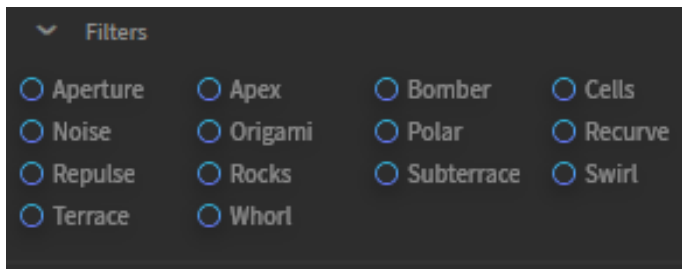 Filters
Aperture Apex Bomber Cells
Noise Origami Polar Recurve
Repulse Rocks Subterrace Swirl
Terrace Whorl